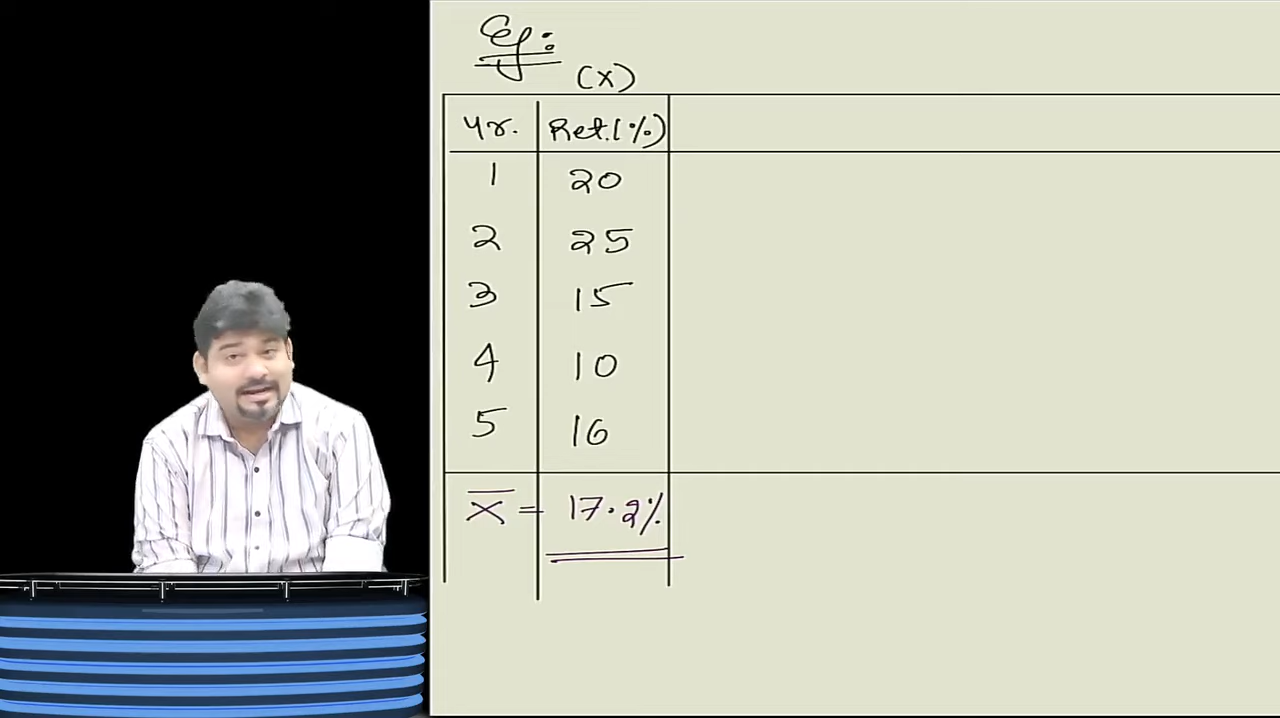 Eg:
(X)
Yr. Ret.(%)
1 20
2 25
3 15
4 10
5 16
X̅ = 17.2%